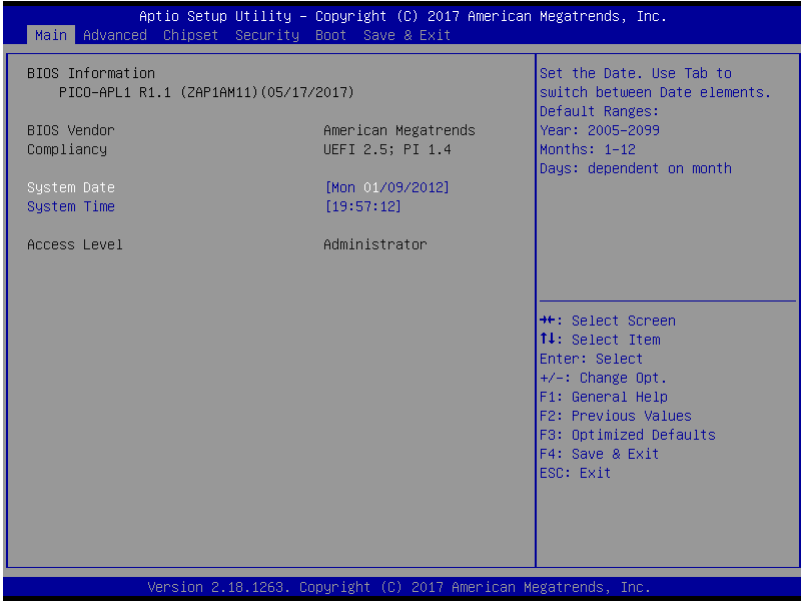 Aptio Setup Utility – Copyright (C) 2017 American Megatrends, Inc.
Main Advanced Chipset Security Boot Save & Exit
BIOS Information
PICO-APL1 R1.1 (ZAP1AM11)(05/17/2017)
BIOS Vendor American Megatrends
Compliancy UEFI 2.5; PI 1.4
System Date [Mon 01/09/2012]
System Time [19:57:12]
Access Level Administrator
Set the Date. Use Tab to
switch between Date elements.
Default Ranges:
Year: 2005-2099
Months: 1-12
Days: dependent on month
→←: Select Screen
↑↓: Select Item
Enter: Select
+/-: Change Opt.
F1: General Help
F2: Previous Values
F3: Optimized Defaults
F4: Save & Exit
ESC: Exit
Version 2.18.1263. Copyright (C) 2017 American Megatrends, Inc.